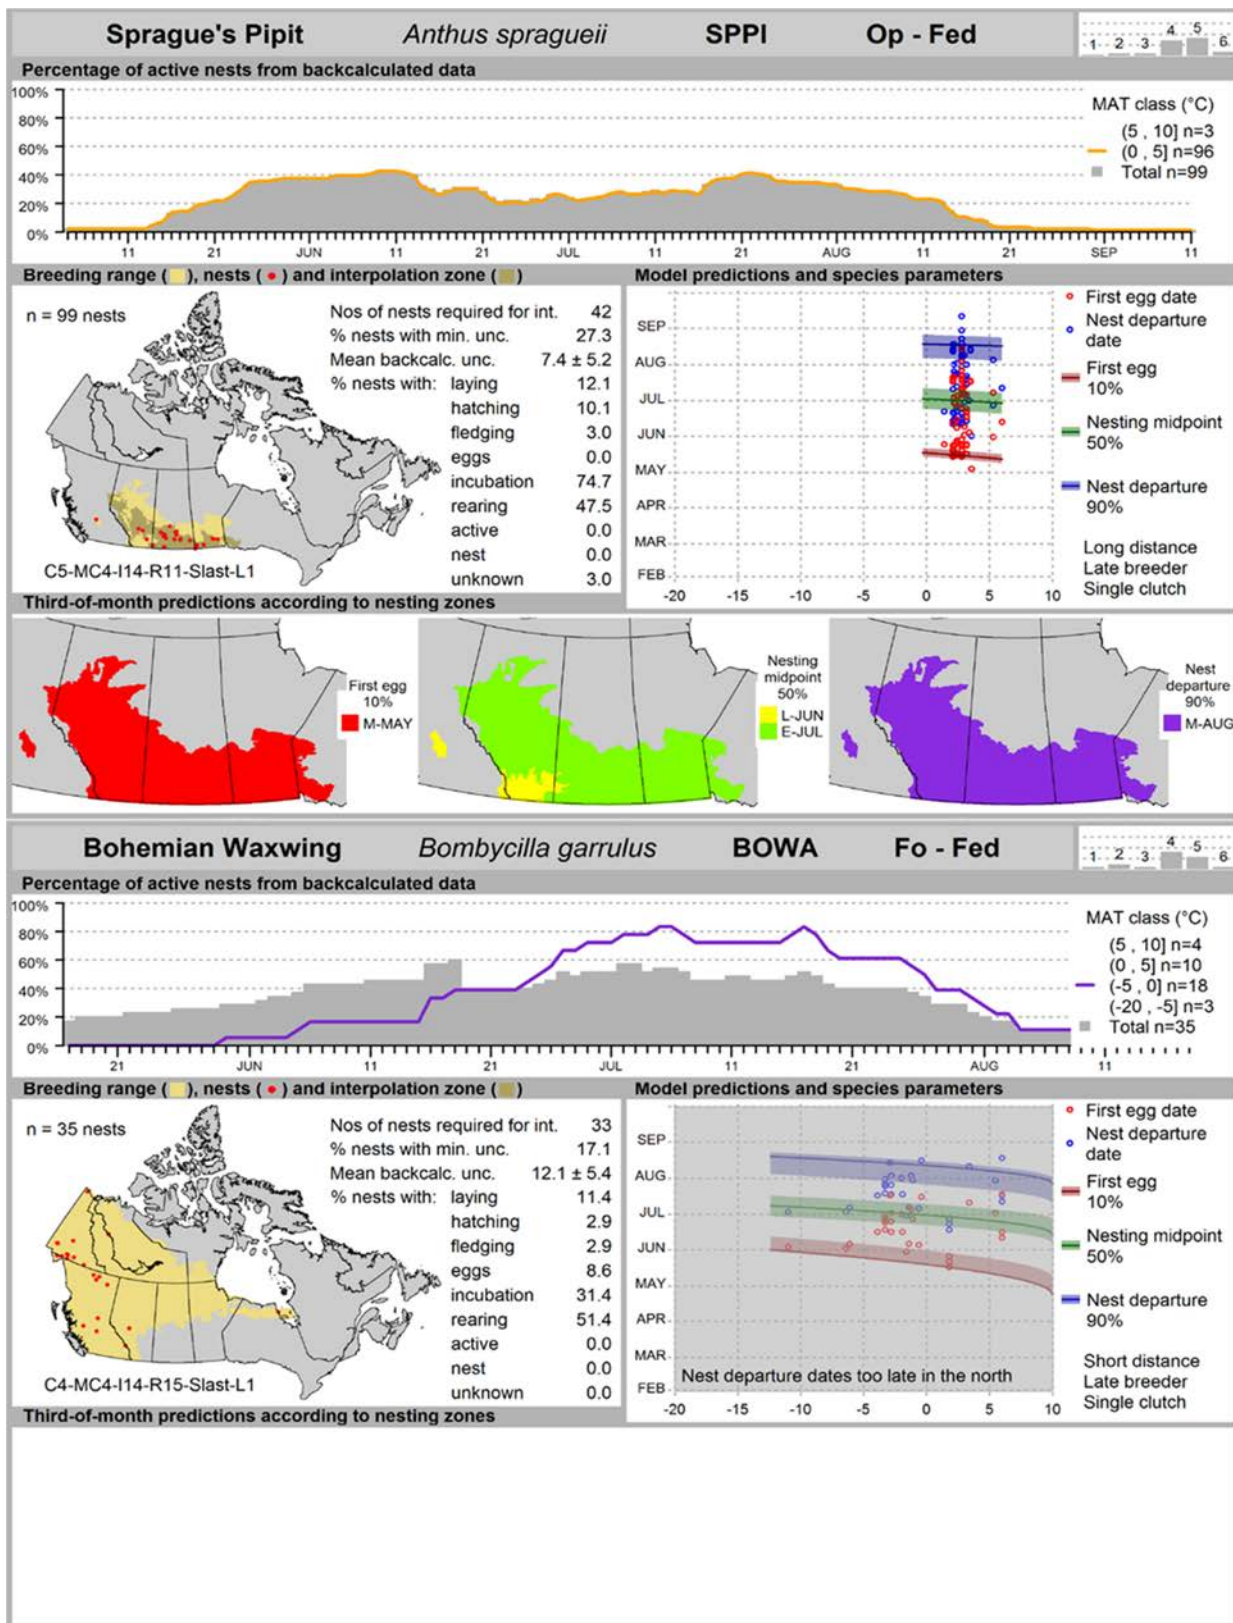 Sprague's Pipit Anthus spragueii SPPI Op - Fed
1 2 3 4 5 6
Percentage of active nests from backcalculated data
100%
80%
60%
40%
20%
0%
11 21 JUN 11 21 JUL 11 21 AUG 11 21 SEP 11
MAT class (°C)
(5 , 10] n=3
(0 , 5] n=96
Total n=99
Breeding range ( ), nests ( ) and interpolation zone ( )
n = 99 nests
Nos of nests required for int. 42
% nests with min. unc. 27.3
Mean backcalc. unc. 7.4 ± 5.2
% nests with: laying 12.1
hatching 10.1
fledging 3.0
eggs 0.0
incubation 74.7
rearing 47.5
active 0.0
nest 0.0
unknown 3.0
C5-MC4-I14-R11-Slast-L1
Model predictions and species parameters
SEP
AUG
JUL
JUN
MAY
APR
MAR
FEB
-20 -15 -10 -5 0 5 10
First egg date
Nest departure
date
First egg
10%
Nesting midpoint
50%
Nest departure
90%
Long distance
Late breeder
Single clutch
Third-of-month predictions according to nesting zones
First egg
10%
M-MAY
Nesting
midpoint
50%
L-JUN
E-JUL
Nest
departure
90%
M-AUG
Bohemian Waxwing Bombycilla garrulus BOWA Fo - Fed
1 2 3 4 5 6
Percentage of active nests from backcalculated data
100%
80%
60%
40%
20%
0%
21 JUN 11 21 JUL 11 21 AUG 11
MAT class (°C)
(5 , 10] n=4
(0 , 5] n=10
(-5 , 0] n=18
(-20 , -5] n=3
Total n=35
Breeding range ( ), nests ( ) and interpolation zone ( )
n = 35 nests
Nos of nests required for int. 33
% nests with min. unc. 17.1
Mean backcalc. unc. 12.1 ± 5.4
% nests with: laying 11.4
hatching 2.9
fledging 2.9
eggs 8.6
incubation 31.4
rearing 51.4
active 0.0
nest 0.0
unknown 0.0
C4-MC4-I14-R15-Slast-L1
Model predictions and species parameters
SEP
AUG
JUL
JUN
MAY
APR
MAR
FEB
Nest departure dates too late in the north
-20 -15 -10 -5 0 5 10
First egg date
Nest departure
date
First egg
10%
Nesting midpoint
50%
Nest departure
90%
Short distance
Late breeder
Single clutch
Third-of-month predictions according to nesting zones